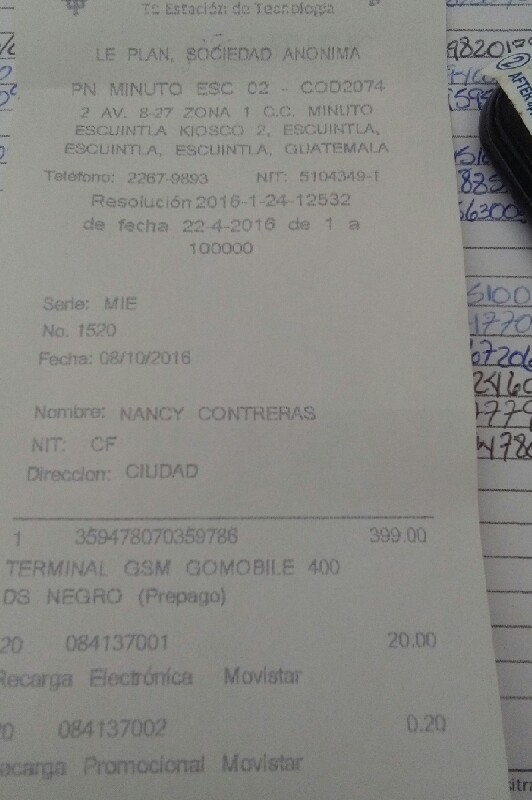 Tu Estación de Tecnología
LE PLAN, SOCIEDAD ANONIMA
PN MINUTO ESC 02 - COD2074
2 AV. 8-27 ZONA 1 C.C. MINUTO
ESCUINTLA KIOSCO 2, ESCUINTLA,
ESCUINTLA, ESCUINTLA, GUATEMALA
Teléfono: 2267-9893 NIT: 5104349-1
Resolución 2016-1-24-12532
de fecha 22-4-2016 de 1 a
100000
Serie: MIE
No. 1520
Fecha: 08/10/2016
Nombre: NANCY CONTRERAS
NIT: CF
Direccion: CIUDAD
1 359478070359786 399.00
TERMINAL GSM GOMOBILE 400
DS NEGRO (Prepago)
20 084137001 20.00
Recarga Electrónica Movistar
20 084137002 0.20
ecarga Promocional Movistar